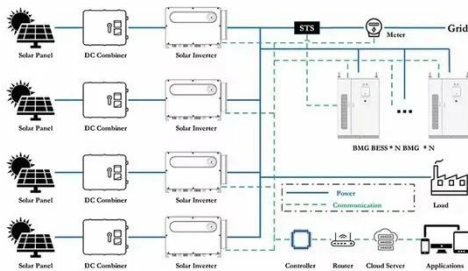 STS
Meter
Grid
Solar Panel DC Combiner Solar Inverter
Solar Panel DC Combiner Solar Inverter
BMG BESS * N BMG * N
Solar Panel DC Combiner Solar Inverter
Power
Communication
Load
Solar Panel DC Combiner Solar Inverter
Controller Router Cloud Server Applications